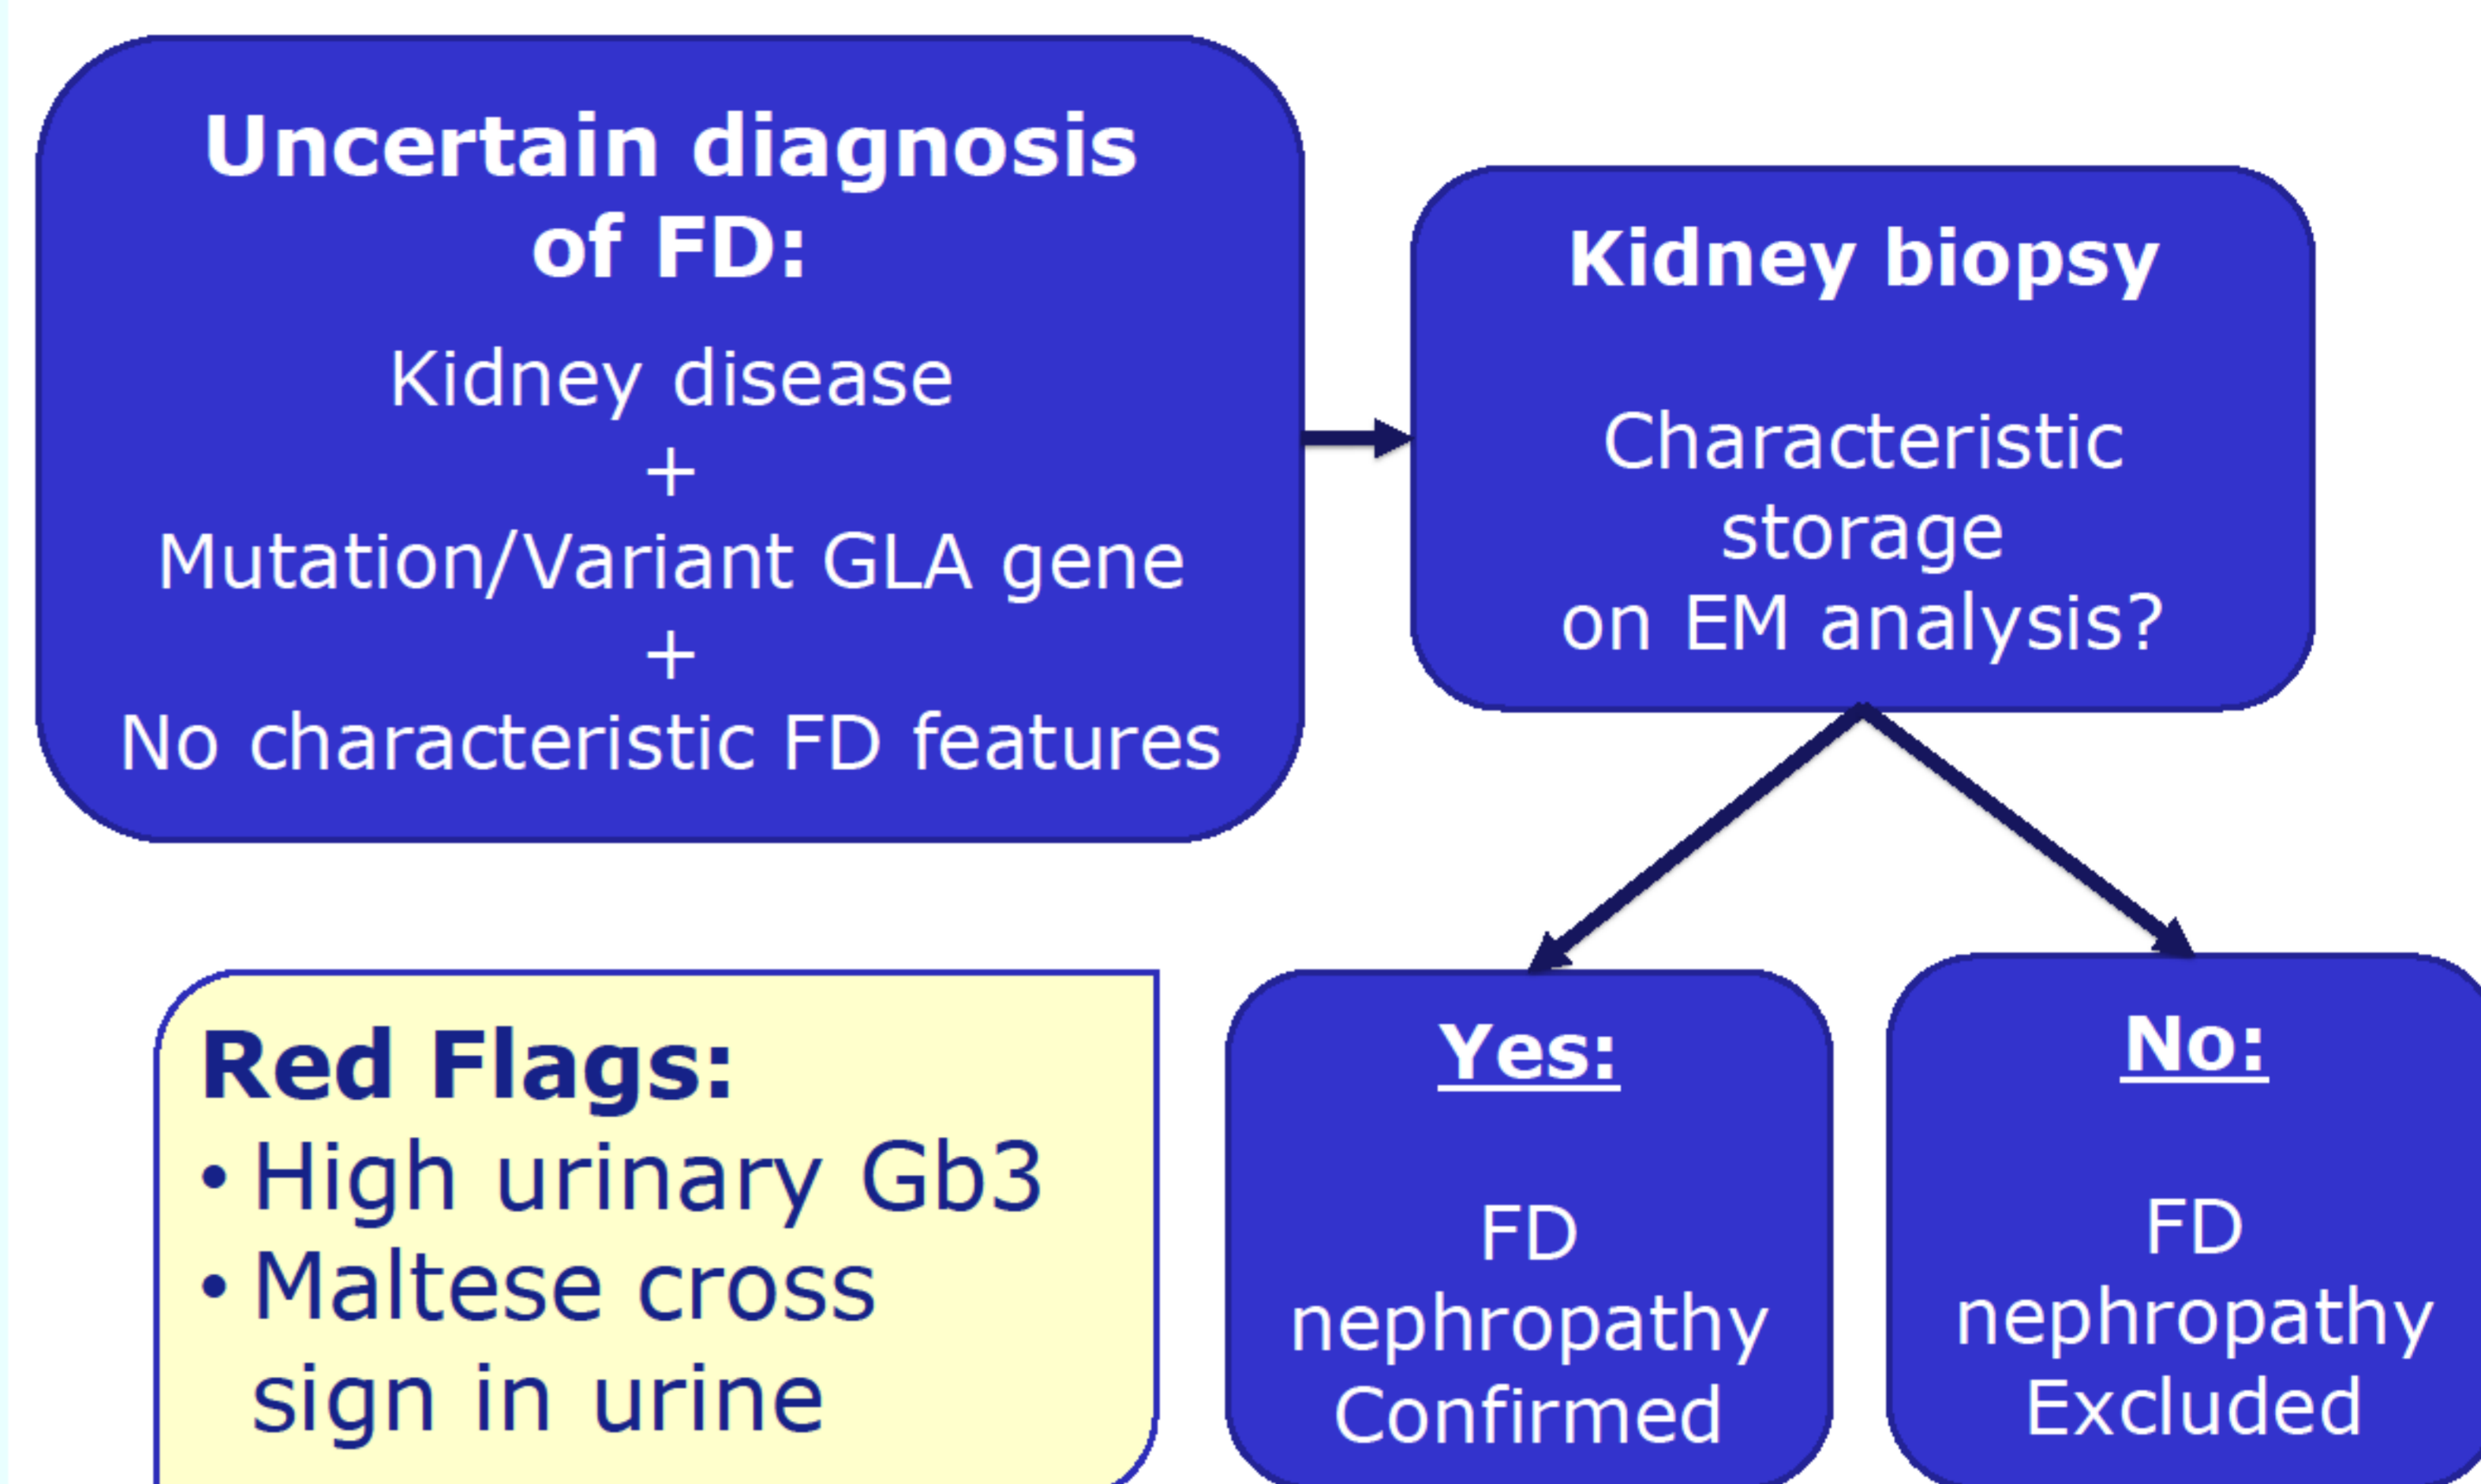 Uncertain diagnosis
of FD:
Kidney disease
+
Mutation/Variant GLA gene
+
No characteristic FD features
Kidney biopsy
Characteristic
storage
on EM analysis?
Red Flags:
• High urinary Gb3
• Maltese cross
sign in urine
Yes:
FD
nephropathy
Confirmed
No:
FD
nephropathy
Excluded